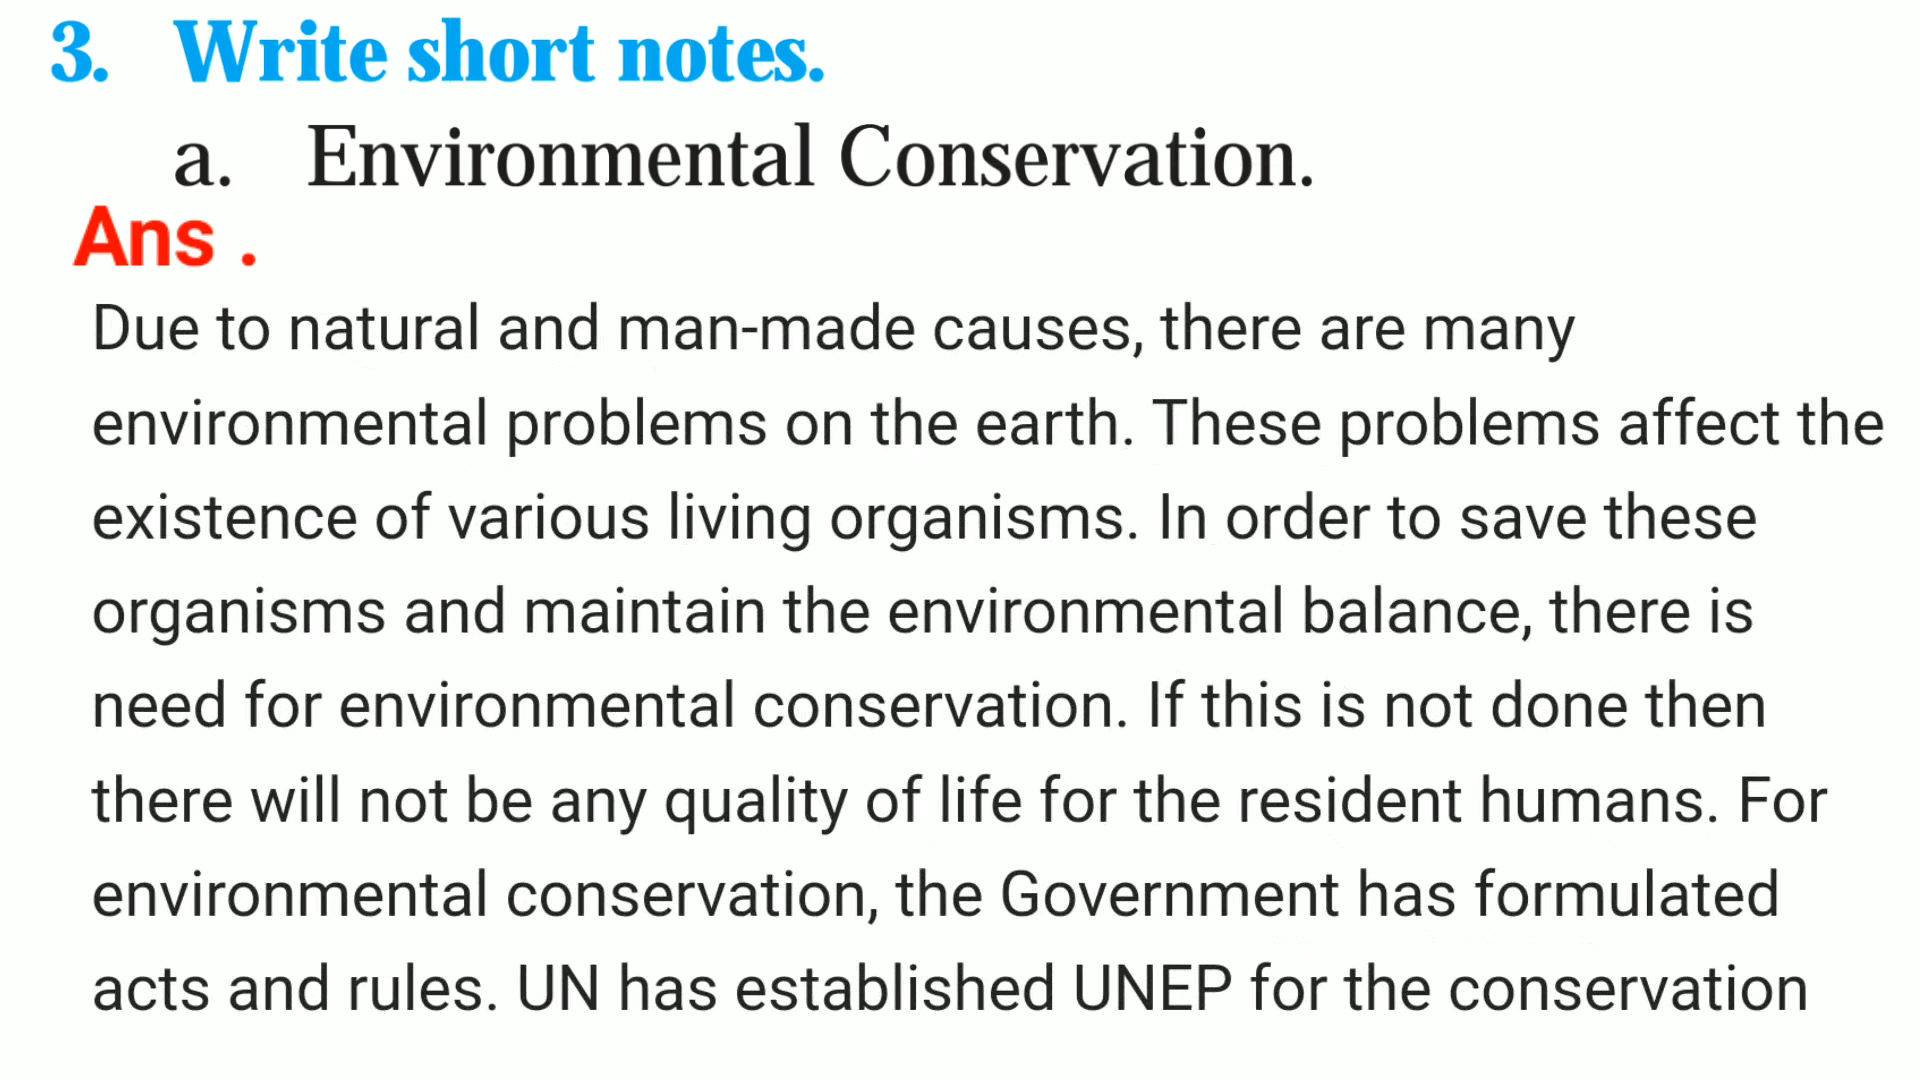 3. Write short notes.
a. Environmental Conservation.
Ans .
Due to natural and man-made causes, there are many
environmental problems on the earth. These problems affect the
existence of various living organisms. In order to save these
organisms and maintain the environmental balance, there is
need for environmental conservation. If this is not done then
there will not be any quality of life for the resident humans. For
environmental conservation, the Government has formulated
acts and rules. UN has established UNEP for the conservation